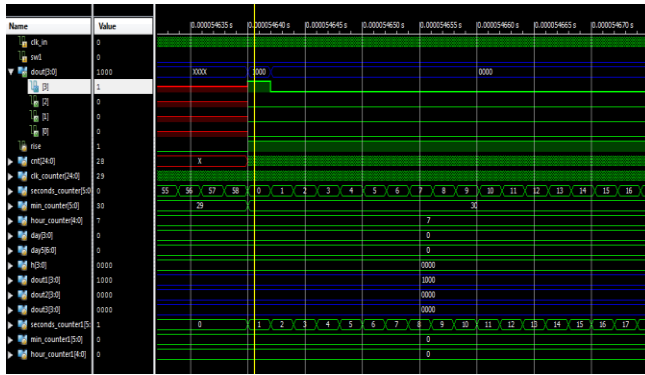 Name Value 0.000054635 s 0.000054640 s 0.000054645 s 0.000054650 s 0.000054655 s 0.000054660 s 0.000054665 s 0.000054670 s
clk_in 0
sw1 0
dout[3:0] 1000 XXXX 1000 0000
[3] 1
[2] 0
[1] 0
[0] 0
rise 1
cnt[24:0] 28 X
clk_counter[24:0] 29
seconds_counter[5:0 0 55 56 57 58 0 1 2 3 4 5 6 7 8 9 10 11 12 13 14 15 16
min_counter[5:0] 30 29 30
hour_counter[4:0] 7 7
day[3:0] 0 0
day5[6:0] 0 0
h[3:0] 0000 0000
dout1[3:0] 1000 1000
dout2[3:0] 0000 0000
dout3[3:0] 0000 0000
seconds_counter1[5: 1 0 1 2 3 4 5 6 7 8 9 10 11 12 13 14 15 16 17
min_counter1[5:0] 0 0
hour_counter1[4:0] 0 0